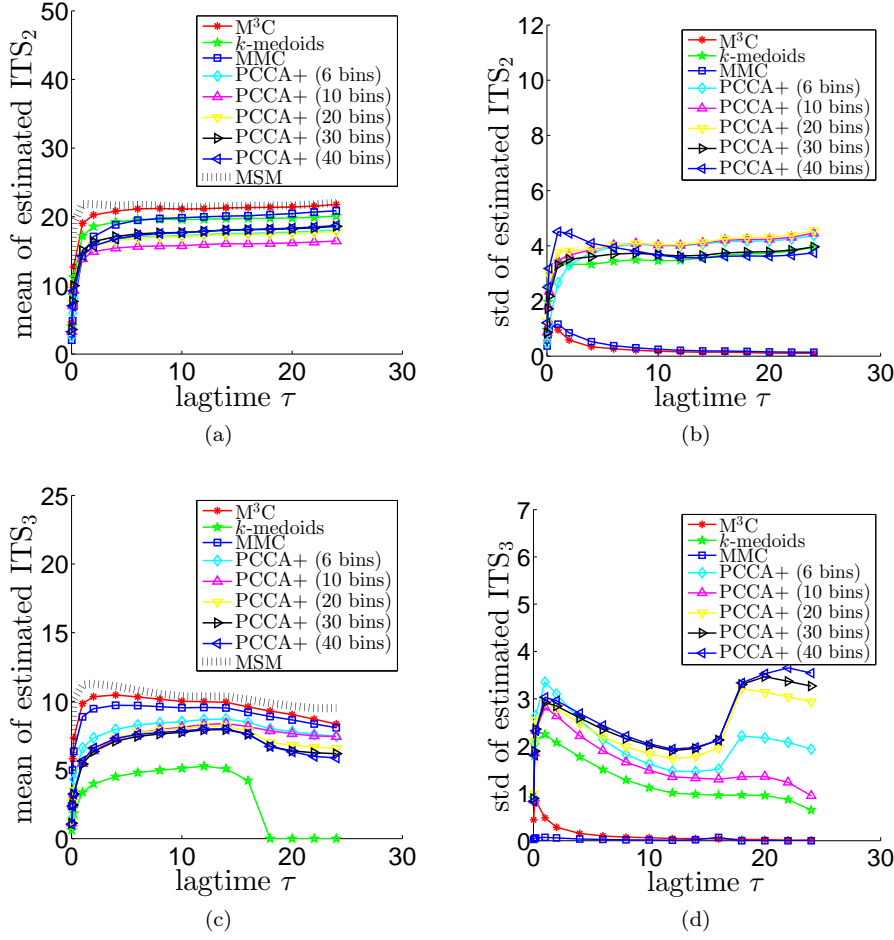 mean of estimated ITS₂
50
40
30
20
10
0
0
10
20
30
lagtime τ
M³C
k-medoids
MMC
PCCA+ (6 bins)
PCCA+ (10 bins)
PCCA+ (20 bins)
PCCA+ (30 bins)
PCCA+ (40 bins)
MSM
(a)
std of estimated ITS₂
12
10
8
6
4
2
0
0
10
20
30
lagtime τ
M³C
k-medoids
MMC
PCCA+ (6 bins)
PCCA+ (10 bins)
PCCA+ (20 bins)
PCCA+ (30 bins)
PCCA+ (40 bins)
(b)
mean of estimated ITS₃
25
20
15
10
5
0
0
10
20
30
lagtime τ
M³C
k-medoids
MMC
PCCA+ (6 bins)
PCCA+ (10 bins)
PCCA+ (20 bins)
PCCA+ (30 bins)
PCCA+ (40 bins)
MSM
(c)
std of estimated ITS₃
7
6
5
4
3
2
1
0
0
10
20
30
lagtime τ
M³C
k-medoids
MMC
PCCA+ (6 bins)
PCCA+ (10 bins)
PCCA+ (20 bins)
PCCA+ (30 bins)
PCCA+ (40 bins)
(d)